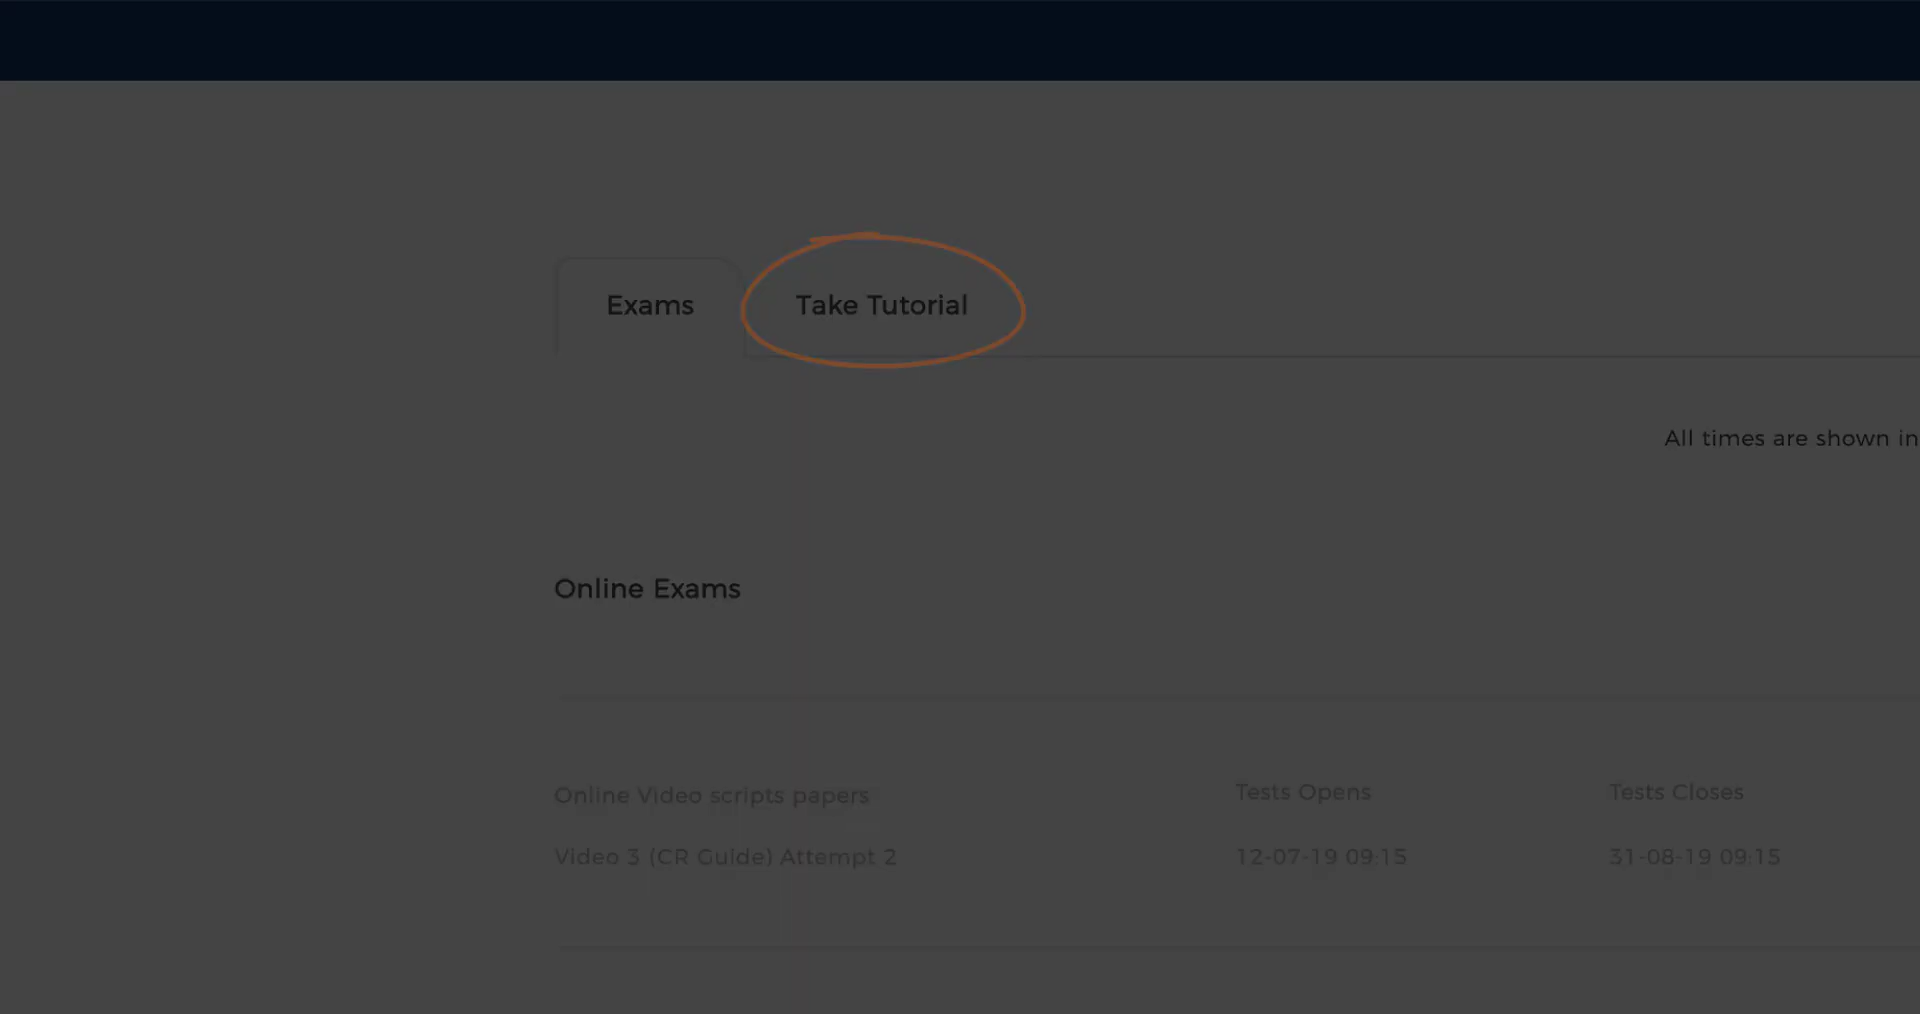 Exams Take Tutorial
All times are shown in
Online Exams
Online Video scripts papers Tests Opens Tests Closes
Video 3 (CR Guide) Attempt 2 12-07-19 09:15 31-08-19 09:15